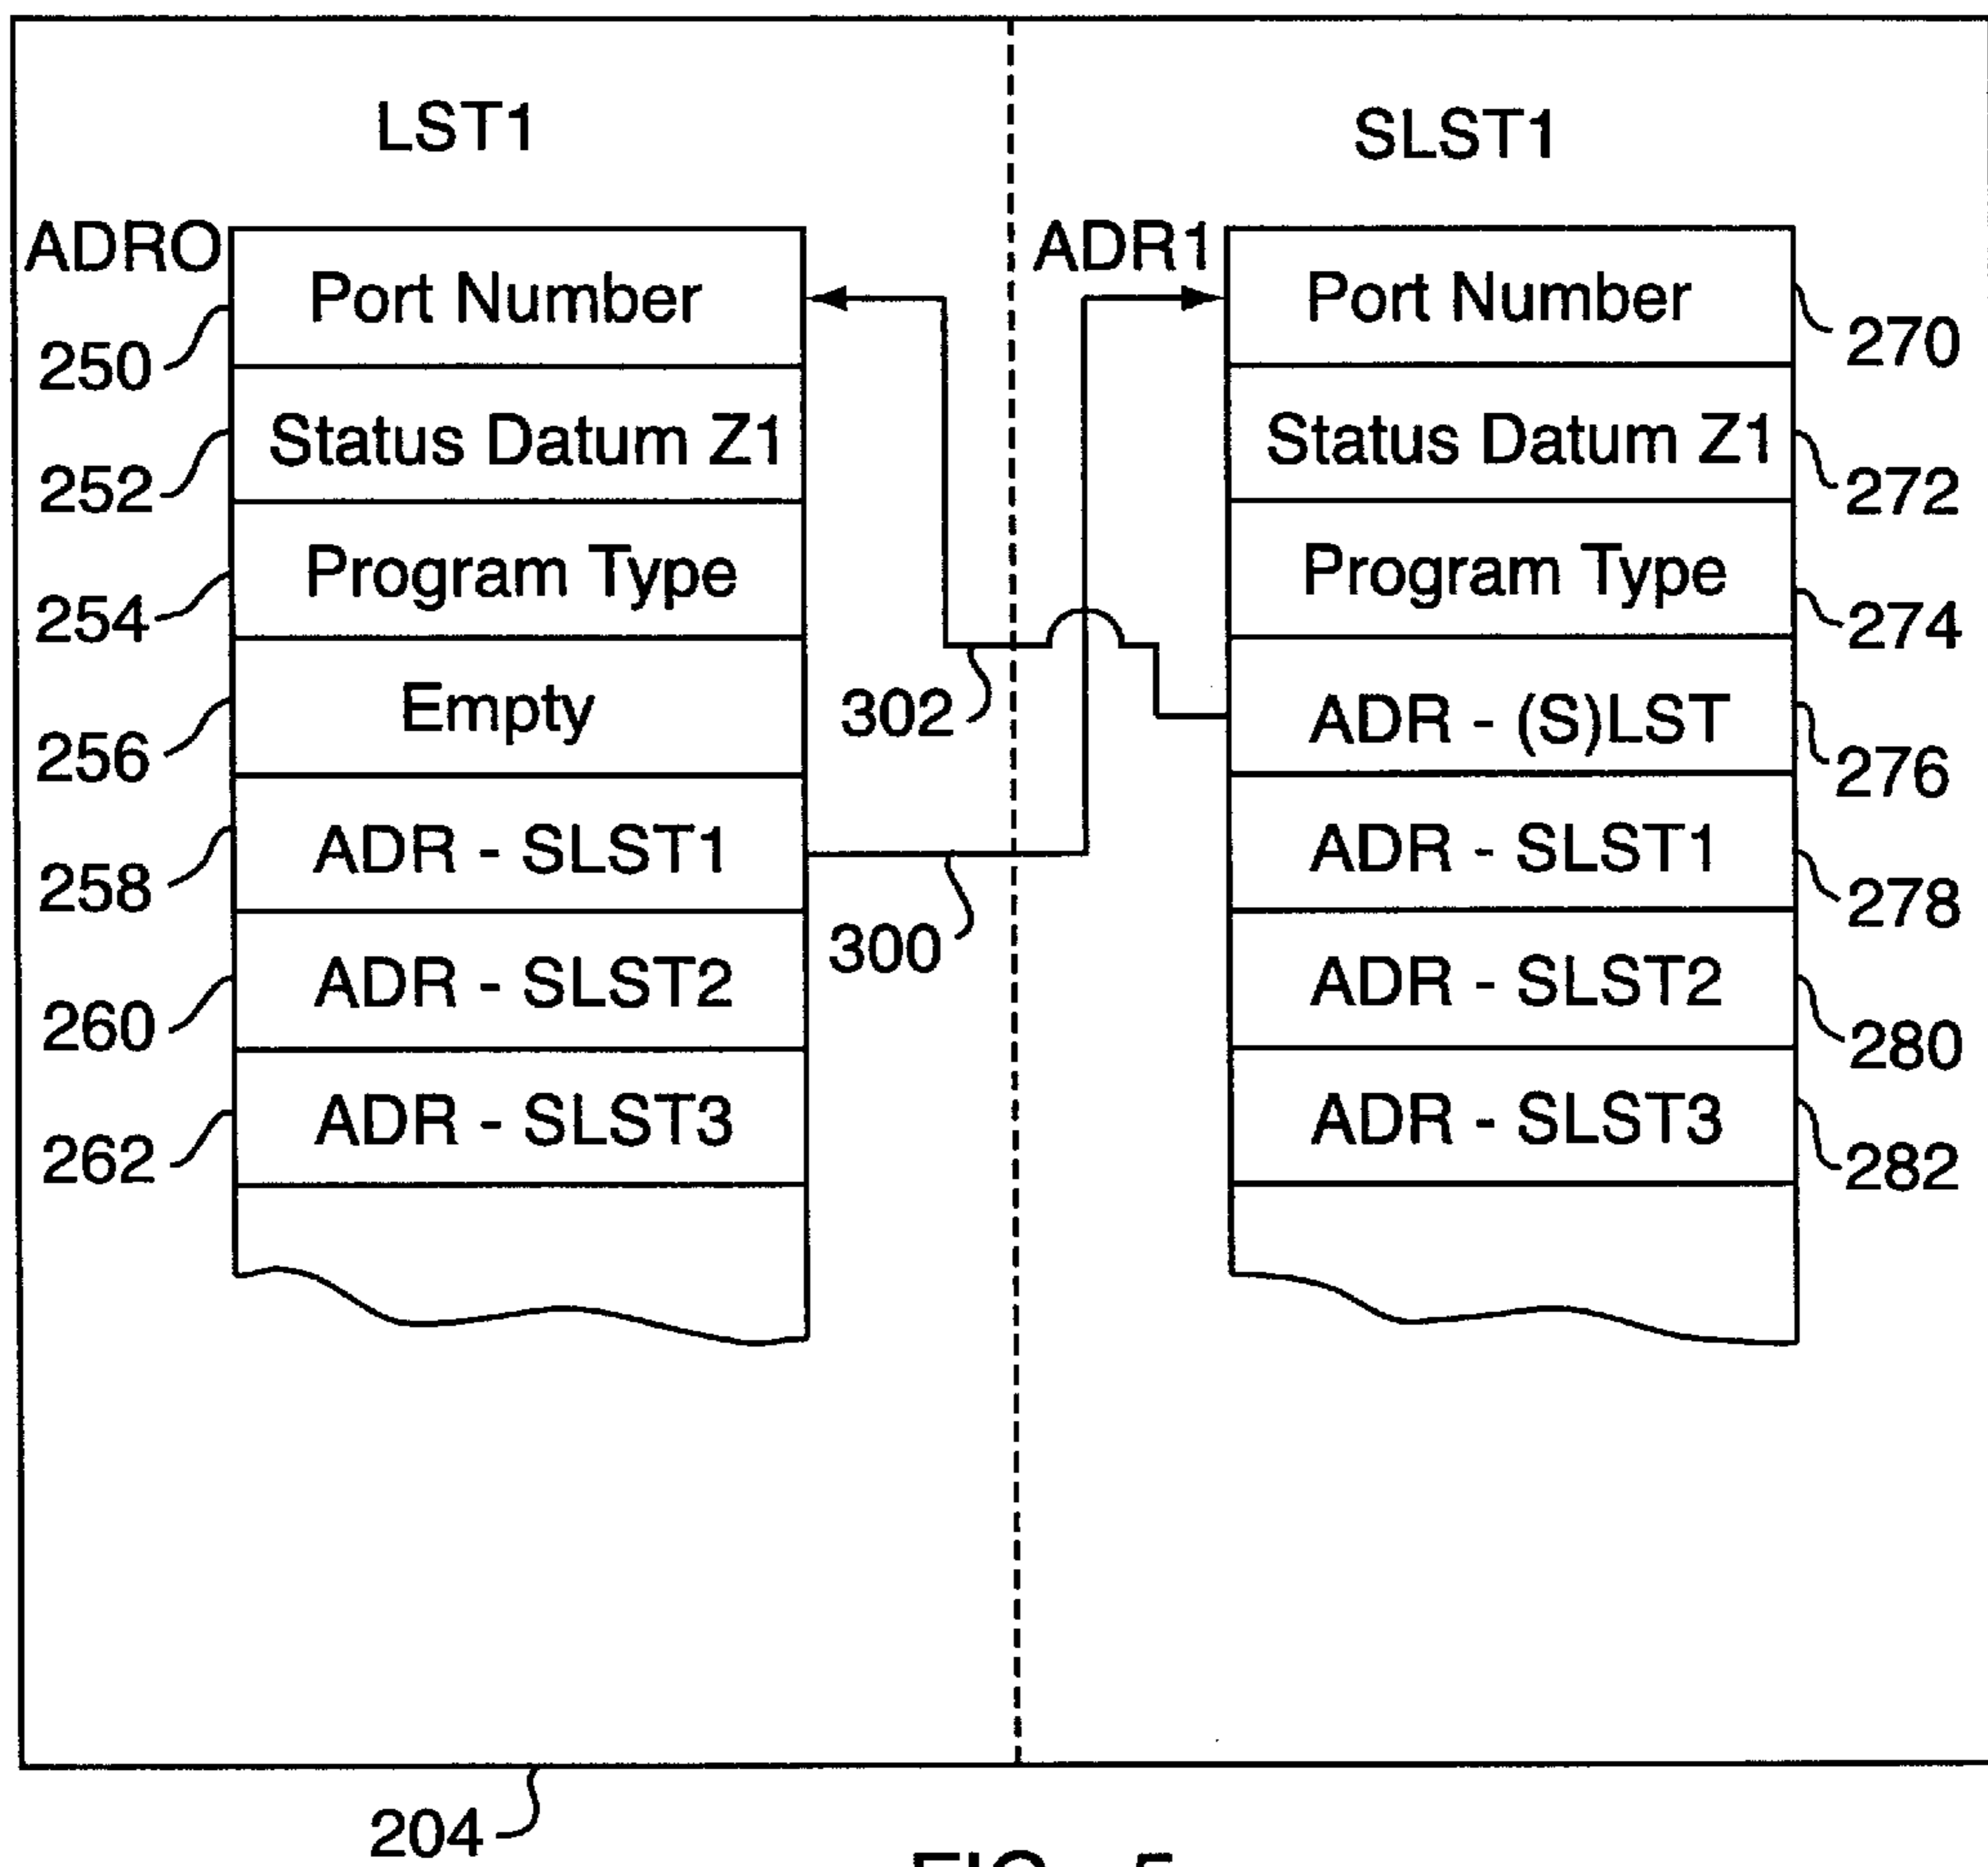 LST1
SLST1
ADRO
ADR1
Port Number
Port Number
250
270
Status Datum Z1
Status Datum Z1
252
272
Program Type
Program Type
254
274
Empty
ADR - (S)LST
256
302
276
ADR - SLST1
ADR - SLST1
258
300
278
ADR - SLST2
ADR - SLST2
260
280
ADR - SLST3
ADR - SLST3
262
282
204
FIG. 5